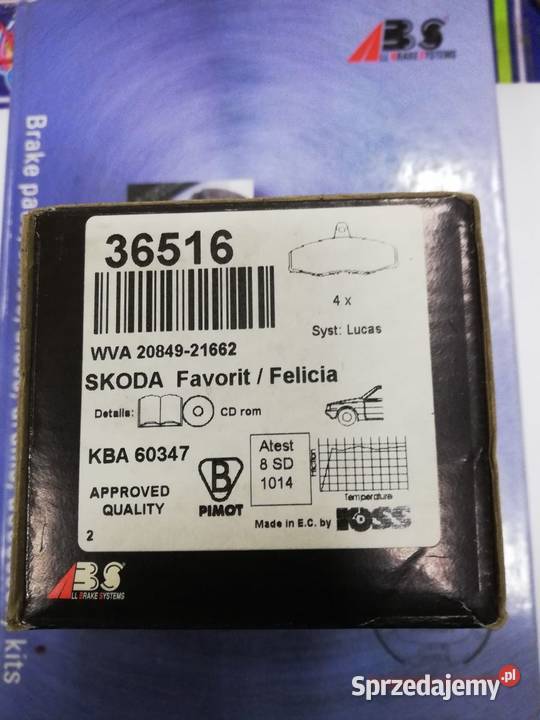 ABS
ALL BRAKE SYSTEMS
Brake pa
kits
36516
4 x
Syst: Lucas
WVA 20849-21662
SKODA Favorit / Felicia
Details:
CD rom
KBA 60347
APPROVED
QUALITY
B
PIMOT
Atest
8 SD
1014
Temperature
Made in E.C. by
ROSS
2
ABS
ALL BRAKE SYSTEMS
Sprzedajemy.pl